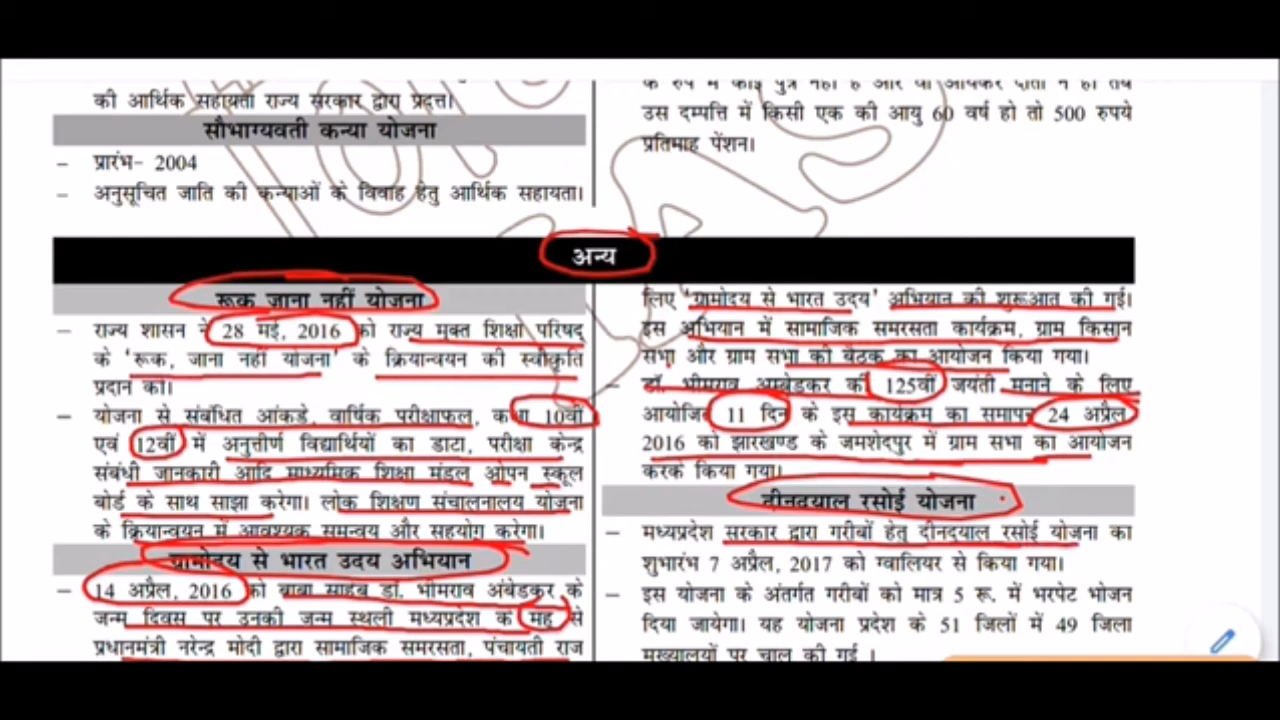 की आर्थिक सहायता राज्य सरकार द्वारा प्रदत्त।
सौभाग्यवती कन्या योजना
– प्रारंभ- 2004
– अनुसूचित जाति की कन्याओं के विवाह हेतु आर्थिक सहायता।
के रुप में कोई पुत्र नहीं है और वो आयकर दाता न हो तथ
उस दम्पत्ति में किसी एक की आयु 60 वर्ष हो तो 500 रुपये
प्रतिमाह पेंशन।
अन्य
रूक जाना नहीं योजना
– राज्य शासन ने 28 मई, 2016 को राज्य मुक्त शिक्षा परिषद्
के 'रूक, जाना नहीं योजना' के क्रियान्वयन की स्वीकृति
प्रदान की।
– योजना से संबंधित आंकडे, वार्षिक परीक्षाफल, कक्षा 10वीं
एवं 12वीं में अनुत्तीर्ण विद्यार्थियों का डाटा, परीक्षा केन्द्र
संबंधी जानकारी आदि माध्यमिक शिक्षा मंडल ओपन स्कूल
बोर्ड के साथ साझा करेगा। लोक शिक्षण संचालनालय योजना
के क्रियान्वयन में आवश्यक समन्वय और सहयोग करेगा।
ग्रामोदय से भारत उदय अभियान
– 14 अप्रैल, 2016 को बाबा साहेब डॉ. भीमराव अंबेडकर के
जन्म दिवस पर उनकी जन्म स्थली मध्यप्रदेश के महू से
प्रधानमंत्री नरेन्द्र मोदी द्वारा सामाजिक समरसता, पंचायती राज
लिए 'ग्रामोदय से भारत उदय' अभियान की शुरूआत की गई।
इस अभियान में सामाजिक समरसता कार्यक्रम, ग्राम किसान
सभा और ग्राम सभा की बैठक का आयोजन किया गया।
– डॉ. भीमराव अम्बेडकर की 125वीं जयंती मनाने के लिए
आयोजित 11 दिन के इस कार्यक्रम का समापन 24 अप्रैल,
2016 को झारखण्ड के जमशेदपुर में ग्राम सभा का आयोजन
करके किया गया।
दीनदयाल रसोई योजना
– मध्यप्रदेश सरकार द्वारा गरीबों हेतु दीनदयाल रसोई योजना का
शुभारंभ 7 अप्रैल, 2017 को ग्वालियर से किया गया।
– इस योजना के अंतर्गत गरीबों को मात्र 5 रू. में भरपेट भोजन
दिया जायेगा। यह योजना प्रदेश के 51 जिलों में 49 जिला
मुख्यालयों पर चालू की गई ।